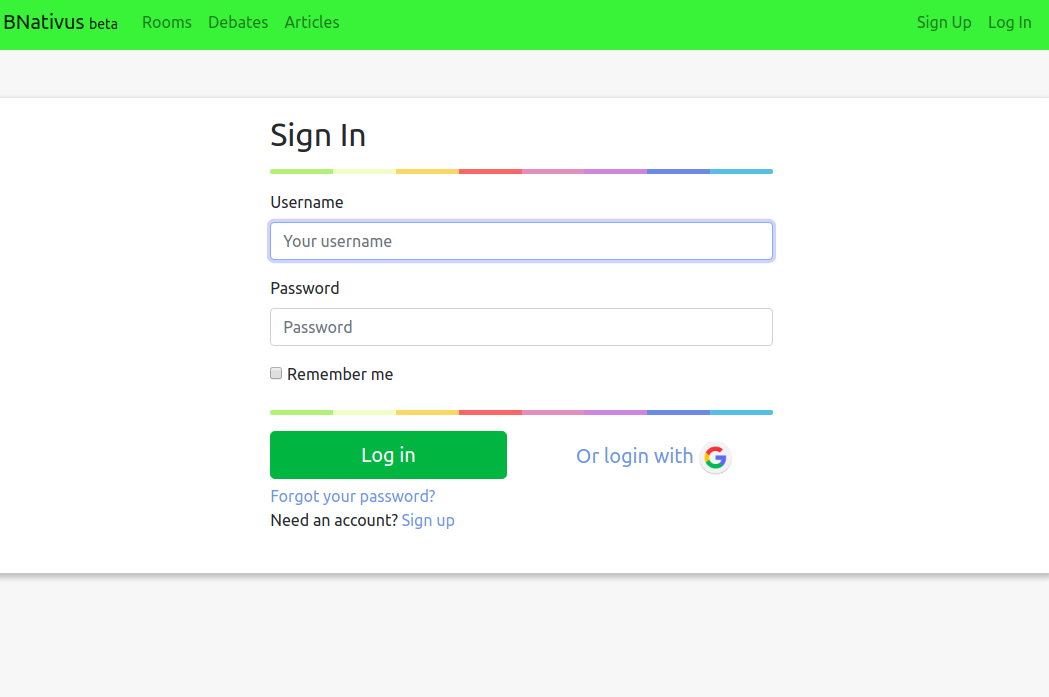 BNativus beta Rooms Debates Articles Sign Up Log In
Sign In
Username
Your username
Password
Password
Remember me
Log in Or login with G
Forgot your password?
Need an account? Sign up